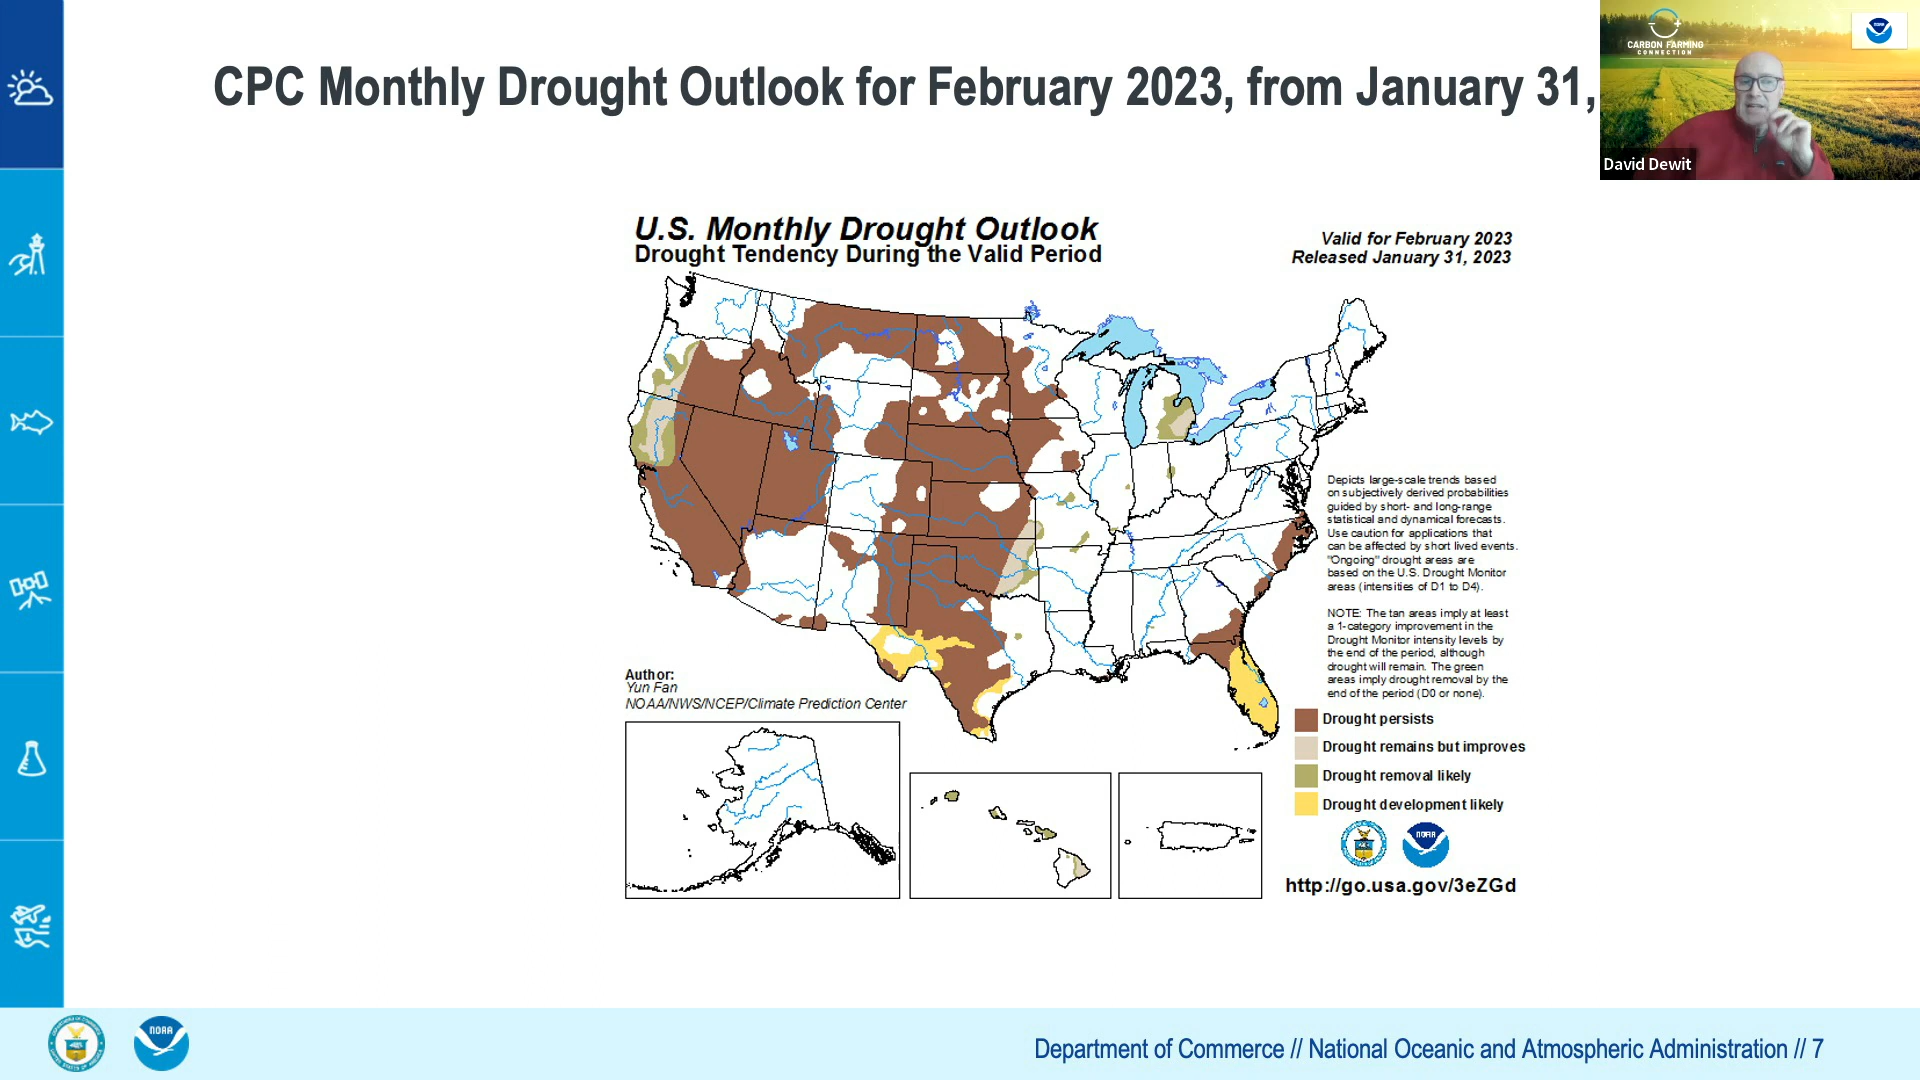 CPC Monthly Drought Outlook for February 2023, from January 31,
CARBON FARMING
CONNECTION
NOAA
David Dewit
U.S. Monthly Drought Outlook
Drought Tendency During the Valid Period
Valid for February 2023
Released January 31, 2023
Depicts large-scale trends based
on subjectively derived probabilities
guided by short- and long-range
statistical and dynamical forecasts.
Use caution for applications that
can be affected by short lived events.
"Ongoing" drought areas are
based on the U.S. Drought Monitor
areas (intensities of D1 to D4).
NOTE: The tan areas imply at least
a 1-category improvement in the
Drought Monitor intensity levels by
the end of the period, although
drought will remain. The green
areas imply drought removal by the
end of the period (D0 or none).
Author:
Yun Fan
NOAA/NWS/NCEP/Climate Prediction Center
Drought persists
Drought remains but improves
Drought removal likely
Drought development likely
NOAA
http://go.usa.gov/3eZGd
NOAA
Department of Commerce // National Oceanic and Atmospheric Administration // 7